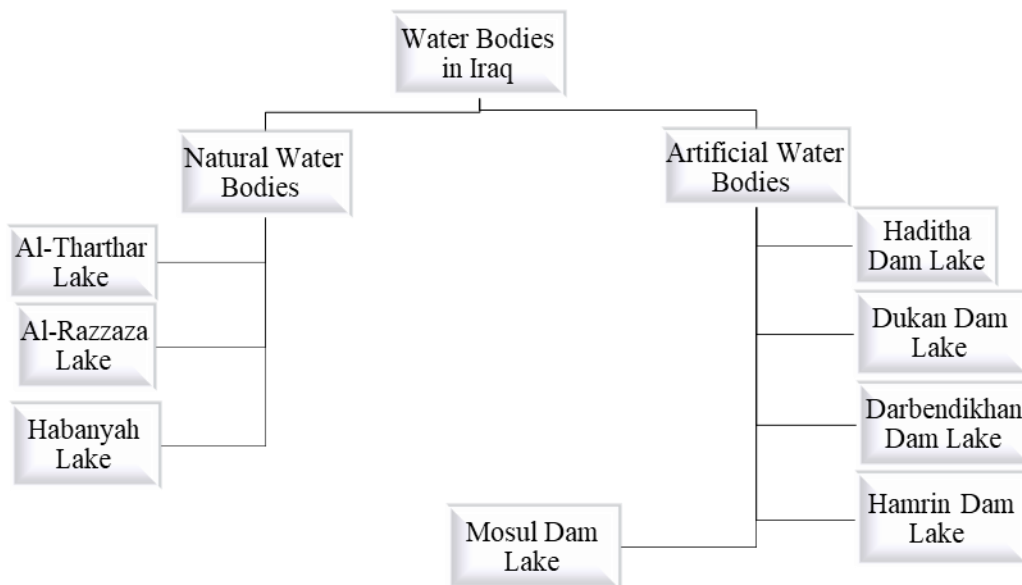 Water Bodies
in Iraq
Natural Water
Bodies
Artificial Water
Bodies
Al-Tharthar
Lake
Al-Razzaza
Lake
Habanyah
Lake
Haditha
Dam Lake
Dukan Dam
Lake
Darbendikhan
Dam Lake
Hamrin Dam
Lake
Mosul Dam
Lake